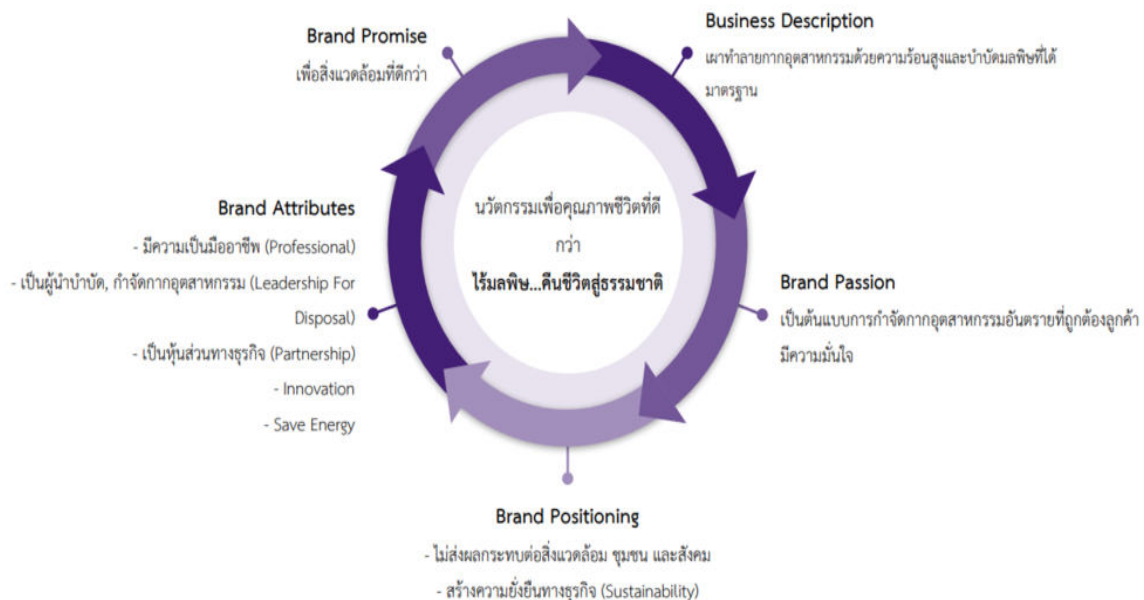 Brand Promise
เพื่อสิ่งแวดล้อมที่ดีกว่า
Business Description
เผาทำลายกากอุตสาหกรรมด้วยความร้อนสูงและบำบัดมลพิษที่ได้
มาตรฐาน
นวัตกรรมเพื่อคุณภาพชีวิตที่ดี
กว่า
ไร้มลพิษ...คืนชีวิตสู่ธรรมชาติ
Brand Attributes
- มีความเป็นมืออาชีพ (Professional)
- เป็นผู้นำบำบัด, กำจัดกากอุตสาหกรรม (Leadership For
Disposal)
- เป็นหุ้นส่วนทางธุรกิจ (Partnership)
- Innovation
- Save Energy
Brand Passion
เป็นต้นแบบการกำจัดกากอุตสาหกรรมอันตรายที่ถูกต้องลูกค้า
มีความมั่นใจ
Brand Positioning
- ไม่ส่งผลกระทบต่อสิ่งแวดล้อม ชุมชน และสังคม
- สร้างความยั่งยืนทางธุรกิจ (Sustainability)